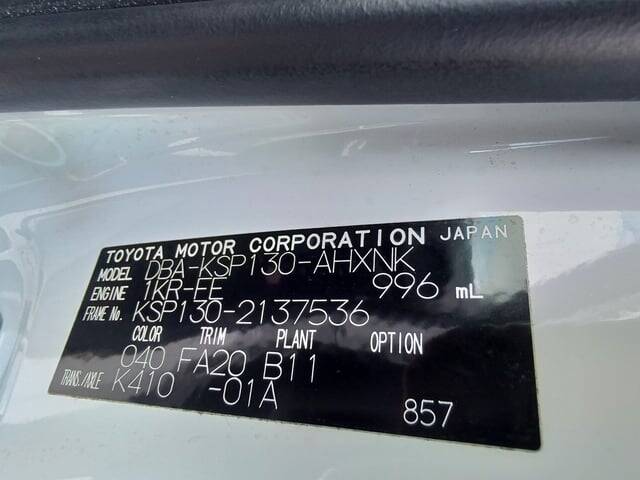 TOYOTA MOTOR CORPORATION JAPAN
MODEL DBA-KSP130-AHXNK
ENGINE 1KR-EE 996 mL
FRAME No. KSP130-2137536
COLOR TRIM PLANT OPTION
040 FA20 B11
TRANS./AXLE K410 -01A
857